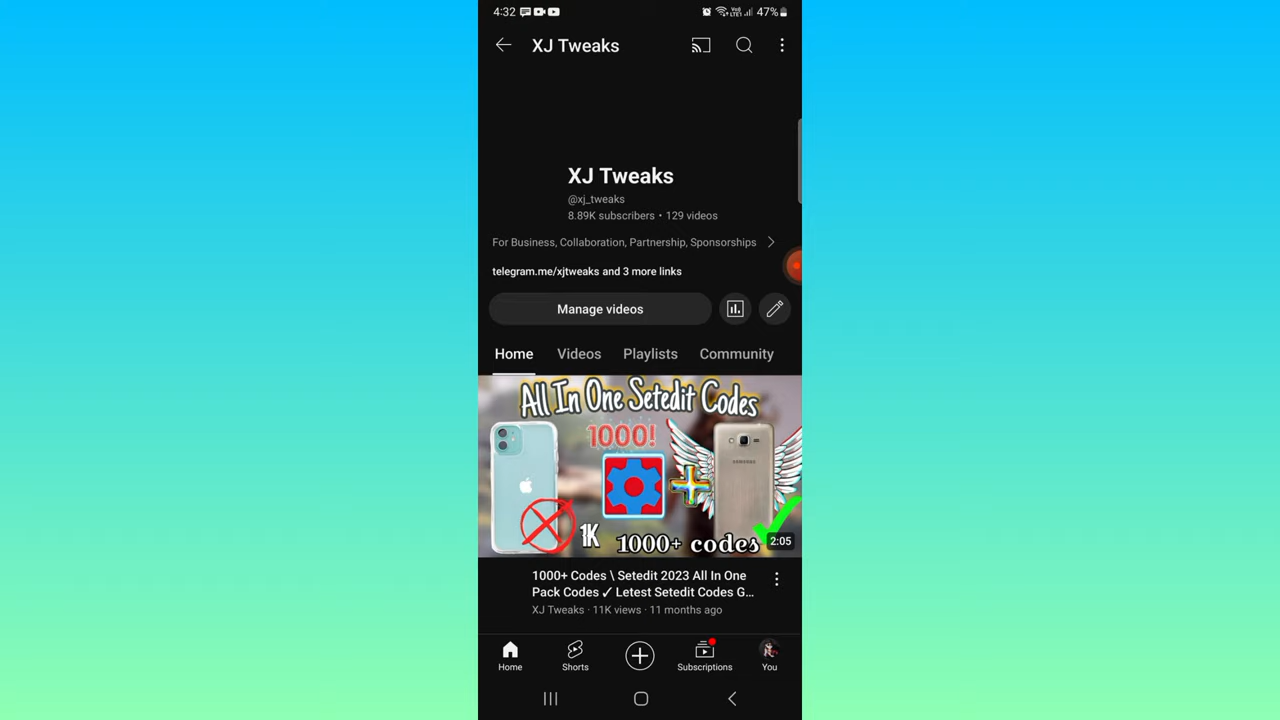 4:32
Vo) LTE1
47%
XJ Tweaks
XJ Tweaks
@xj_tweaks
8.89K subscribers • 129 videos
For Business, Collaboration, Partnership, Sponsorships
telegram.me/xjtweaks and 3 more links
Manage videos
Home Videos Playlists Community
All In One Setedit Codes
1000!
SAMSUNG
1K 1000+ codes
2:05
1000+ Codes \ Setedit 2023 All In One
Pack Codes ✓ Letest Setedit Codes G...
XJ Tweaks · 11K views · 11 months ago
Home Shorts Subscriptions You